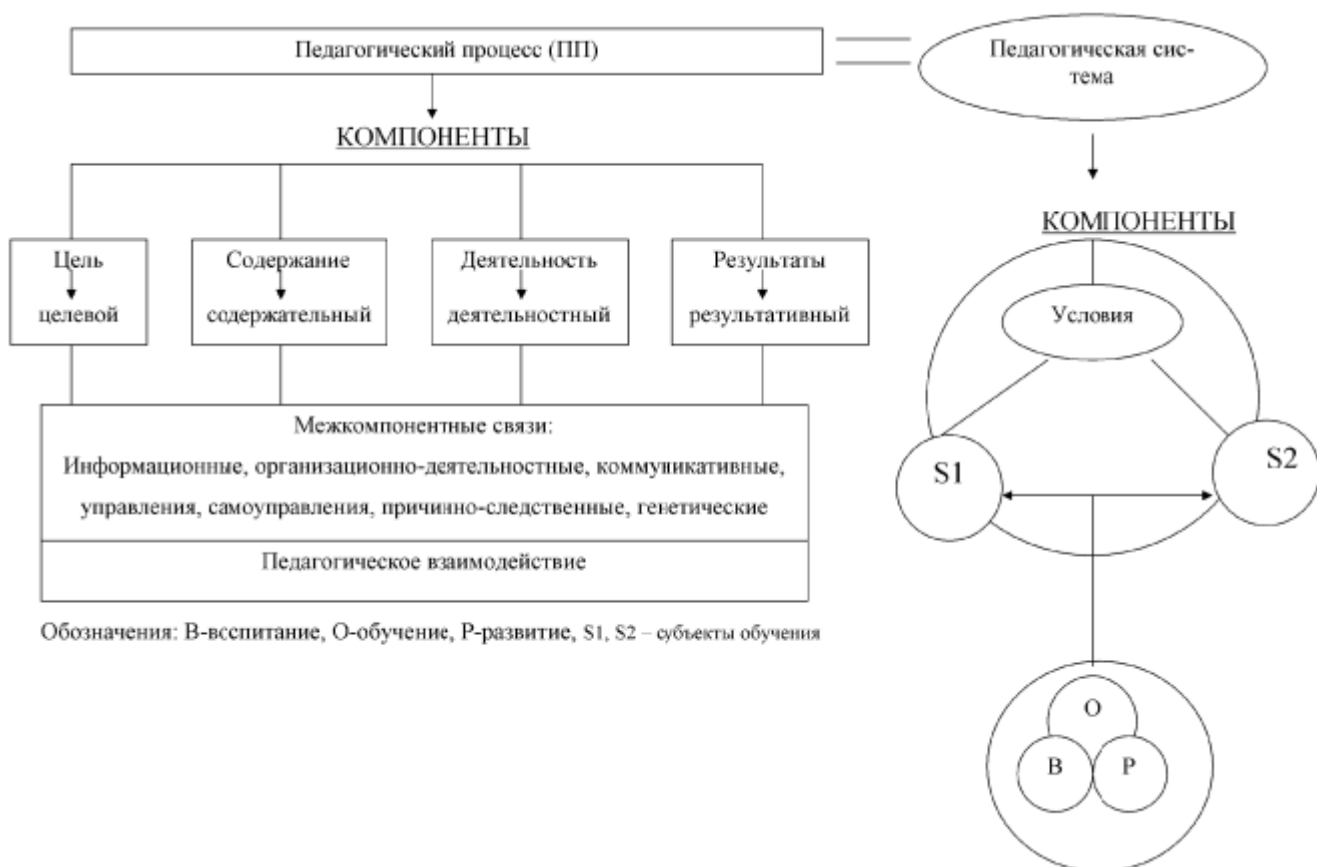 Педагогический процесс (ПП)
Педагогическая сис-
тема
КОМПОНЕНТЫ
Цель
целевой
Содержание
содержательный
Деятельность
деятельностный
Результаты
результативный
Межкомпонентные связи:
Информационные, организационно-деятельностные, коммуникативные,
управления, самоуправления, причинно-следственные, генетические
Педагогическое взаимодействие
Обозначения: В-всспитание, О-обучение, Р-развитие, S1, S2 – субъекты обучения
КОМПОНЕНТЫ
Условия
S1
S2
О
В
Р